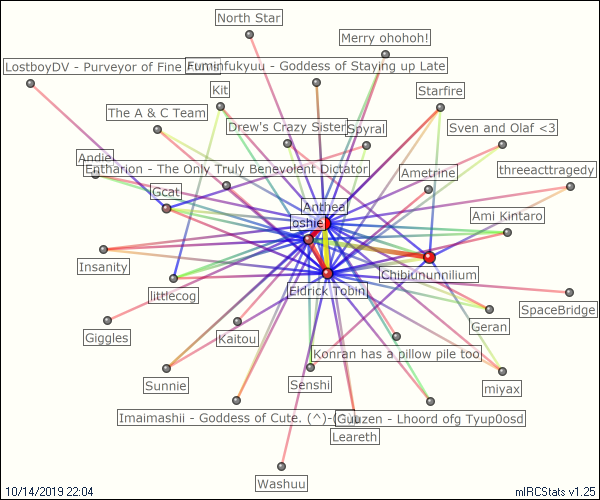 North Star
Merry ohohoh!
LostboyDV - Purveyor of Fine
Fuminfukyuu - Goddess of Staying up Late
Kit
Starfire
The A & C Team
Drew's Crazy Sister
Spyral
Sven and Olaf <3
Andie
Entharion - The Only Truly Benevolent Dictator
Ametrine
threeacttragedy
Gcat
Anthea
oshie
Ami Kintaro
Insanity
Chibiununnilium
littlecog
Eldrick Tobin
SpaceBridge
Giggles
Kaitou
Geran
Konran has a pillow pile too
Sunnie
Senshi
miyax
Imaimashii - Goddess of Cute. (^)-(
Guuzen - Lhoord ofg Tyup0osd
Leareth
Washuu
10/14/2019 22:04
mIRCStats v1.25